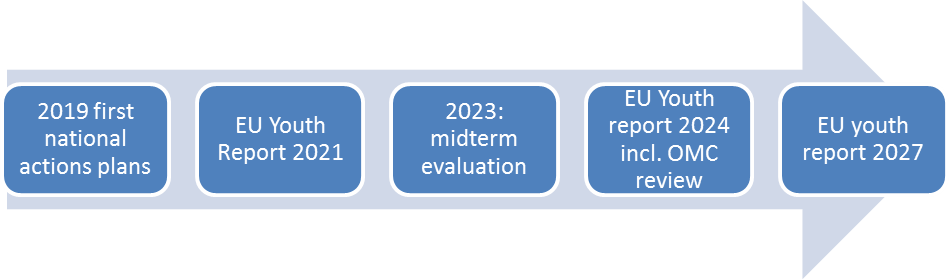 2019 first
national
actions plans
EU Youth
Report 2021
2023:
midterm
evaluation
EU Youth
report 2024
incl. OMC
review
EU youth
report 2027